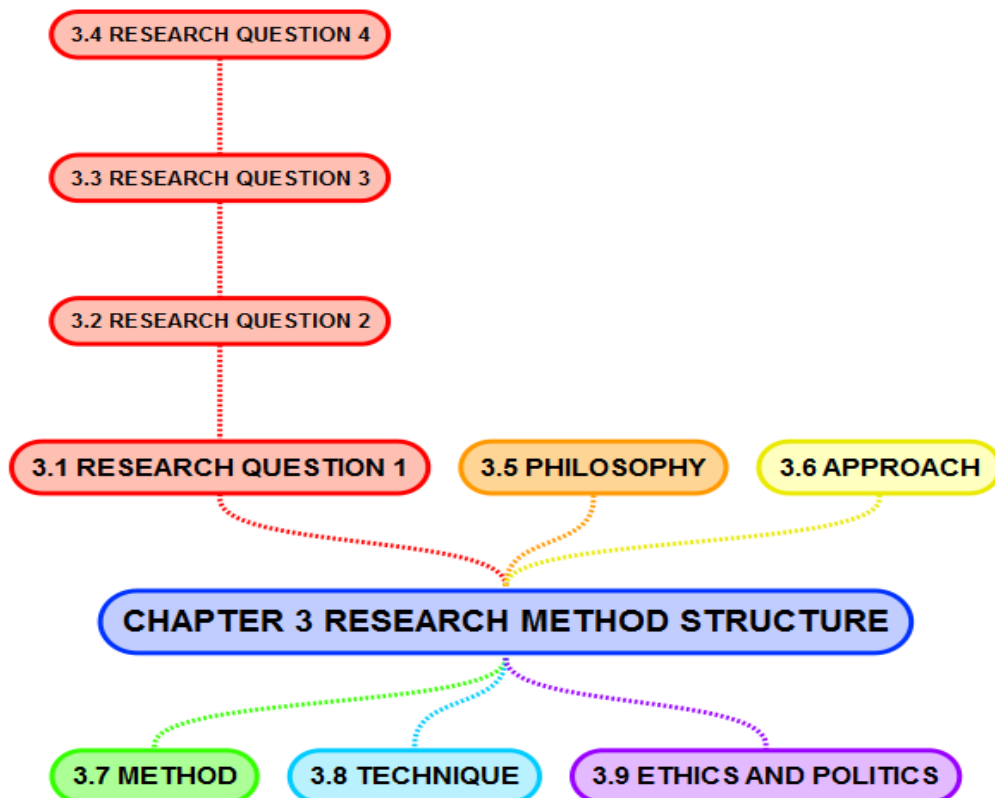 3.4 RESEARCH QUESTION 4
3.3 RESEARCH QUESTION 3
3.2 RESEARCH QUESTION 2
3.1 RESEARCH QUESTION 1
3.5 PHILOSOPHY
3.6 APPROACH
CHAPTER 3 RESEARCH METHOD STRUCTURE
3.7 METHOD
3.8 TECHNIQUE
3.9 ETHICS AND POLITICS